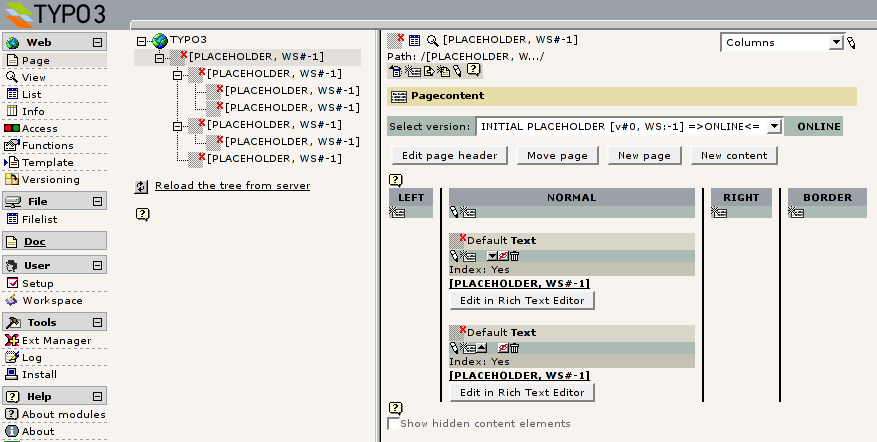 TYPO3
Web
Page
View
List
Info
Access
Functions
Template
Versioning
File
Filelist
Doc
User
Setup
Workspace
Tools
Ext Manager
Log
Install
Help
About modules
About
TYPO3
[PLACEHOLDER, WS#-1]
[PLACEHOLDER, WS#-1]
[PLACEHOLDER, WS#-1]
[PLACEHOLDER, WS#-1]
[PLACEHOLDER, WS#-1]
[PLACEHOLDER, WS#-1]
[PLACEHOLDER, WS#-1]
Reload the tree from server
[PLACEHOLDER, WS#-1]
Columns
Path: /[PLACEHOLDER, W.../
Pagecontent
Select version: INITIAL PLACEHOLDER [v#0, WS:-1] =>ONLINE<= ONLINE
Edit page header Move page New page New content
LEFT NORMAL RIGHT BORDER
Default Text
Index: Yes
[PLACEHOLDER, WS#-1]
Edit in Rich Text Editor
Default Text
Index: Yes
[PLACEHOLDER, WS#-1]
Edit in Rich Text Editor
Show hidden content elements